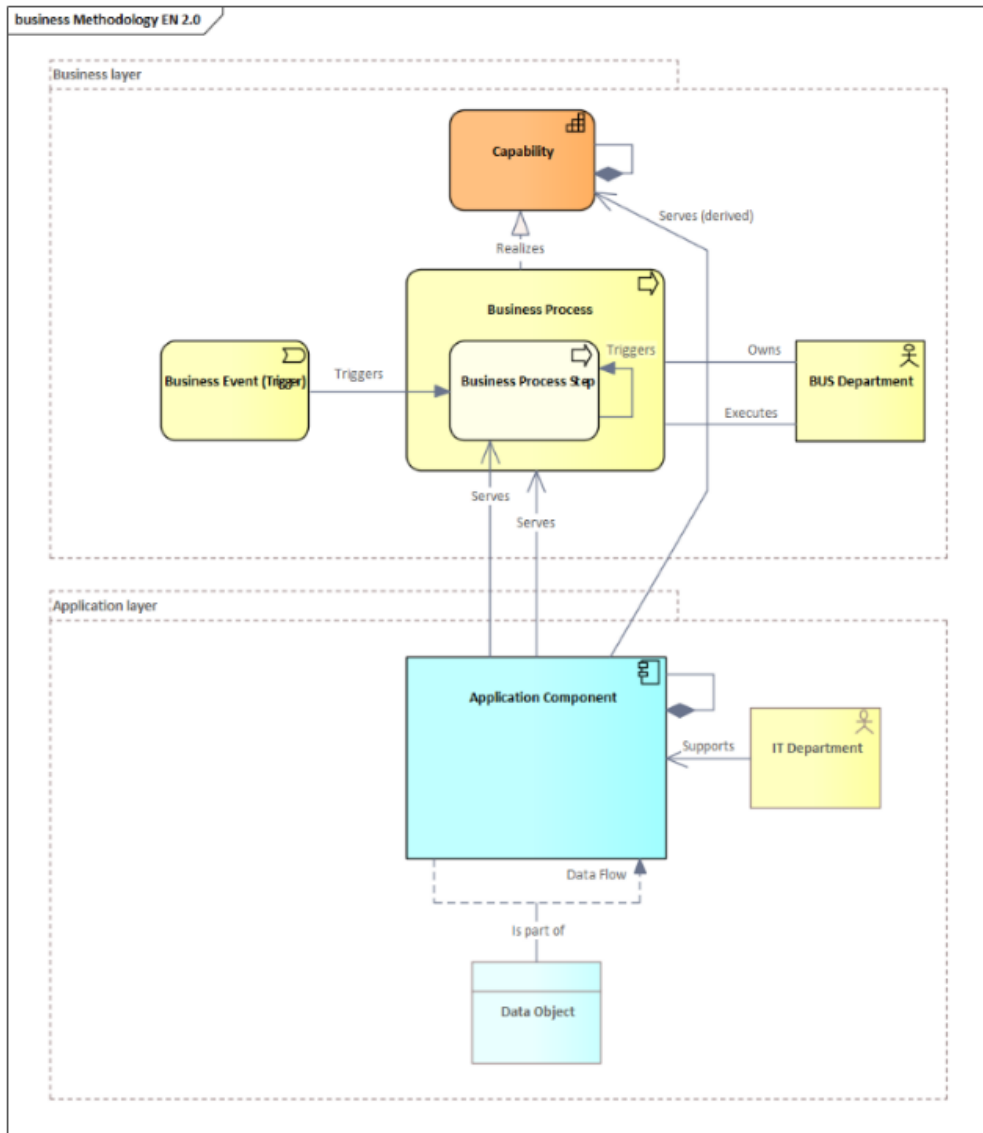 business Methodology EN 2.0
Business layer
Capability
Serves (derived)
Realizes
Business Process
Triggers
Owns
Business Event (Trigger)
Triggers
Business Process Step
BUS Department
Executes
Serves
Serves
Application layer
Application Component
Supports
IT Department
Data Flow
Is part of
Data Object